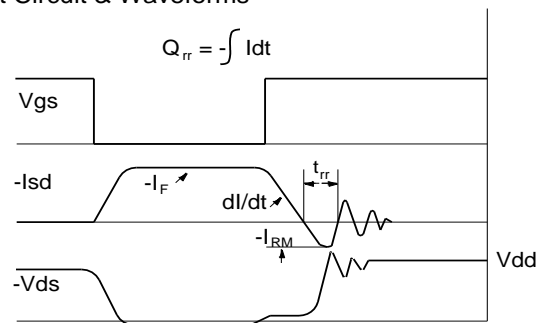 t Circuit & Waveforms
Qrr = -∫ Idt
Vgs
-Isd
-IF
dI/dt
trr
-IRM
-Vds
Vdd